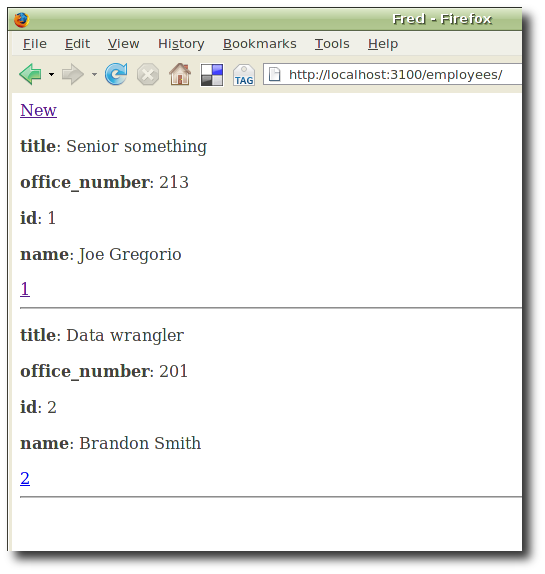 Fred - Firefox
File Edit View History Bookmarks Tools Help
TAG http://localhost:3100/employees/
New
title: Senior something
office_number: 213
id: 1
name: Joe Gregorio
1
title: Data wrangler
office_number: 201
id: 2
name: Brandon Smith
2